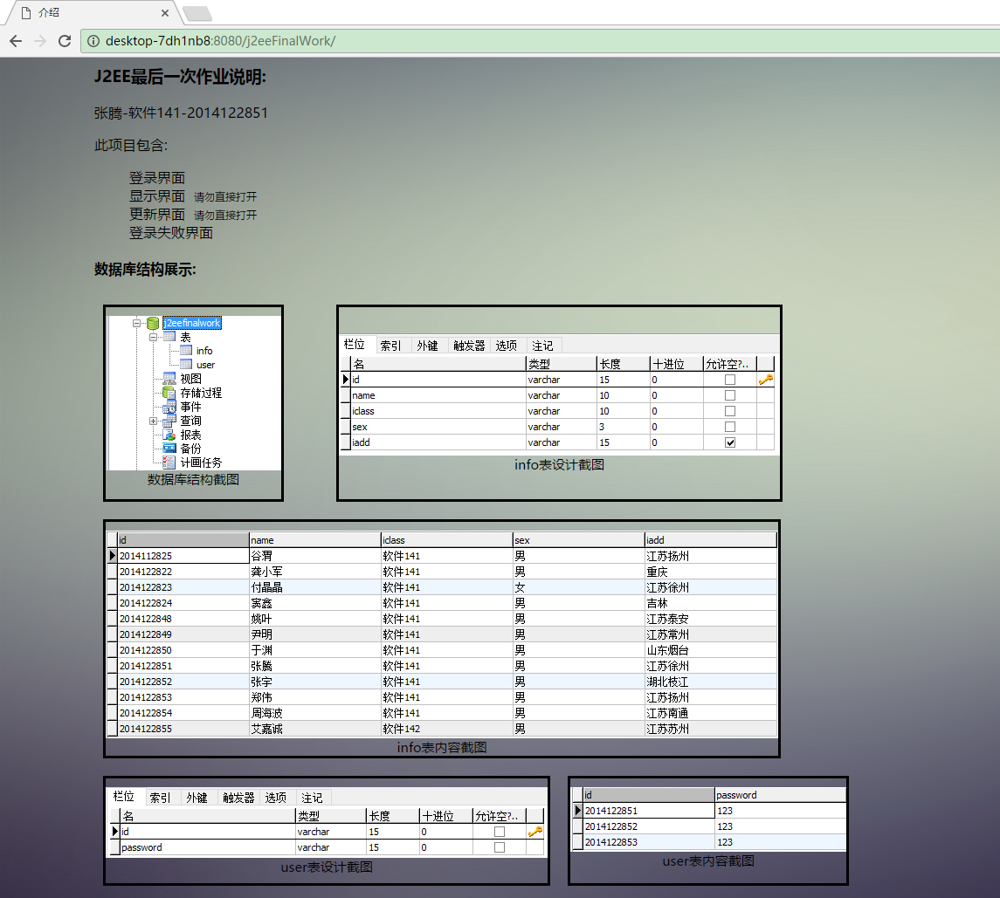 介绍
desktop-7dh1nb8:8080/j2eeFinalWork/
J2EE最后一次作业说明:
张腾-软件141-2014122851
此项目包含:
登录界面
显示界面 请勿直接打开
更新界面 请勿直接打开
登录失败界面
数据库结构展示:
j2eefinalwork
表
info
user
视图
存储过程
事件
查询
报表
备份
计画任务
数据库结构截图
栏位 索引 外键 触发器 选项 注记
名 类型 长度 十进位 允许空?..
id varchar 15 0
name varchar 10 0
iclass varchar 10 0
sex varchar 3 0
iadd varchar 15 0
info表设计截图
id name iclass sex iadd
2014112825 谷渭 软件141 男 江苏扬州
2014122822 龚小军 软件141 男 重庆
2014122823 付晶晶 软件141 女 江苏徐州
2014122824 窦鑫 软件141 男 吉林
2014122848 姚叶 软件141 男 江苏泰安
2014122849 尹明 软件141 男 江苏常州
2014122850 于渊 软件141 男 山东烟台
2014122851 张腾 软件141 男 江苏徐州
2014122852 张宇 软件141 男 湖北枝江
2014122853 郑伟 软件141 男 江苏扬州
2014122854 周海波 软件141 男 江苏南通
2014122855 艾嘉诚 软件142 男 江苏苏州
info表内容截图
栏位 索引 外键 触发器 选项 注记
名 类型 长度 十进位 允许空?..
id varchar 15 0
password varchar 15 0
user表设计截图
id password
2014122851 123
2014122852 123
2014122853 123
user表内容截图